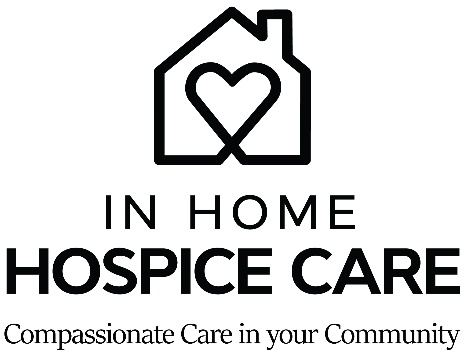 IN HOME
HOSPICE CARE
Compassionate Care in your Community